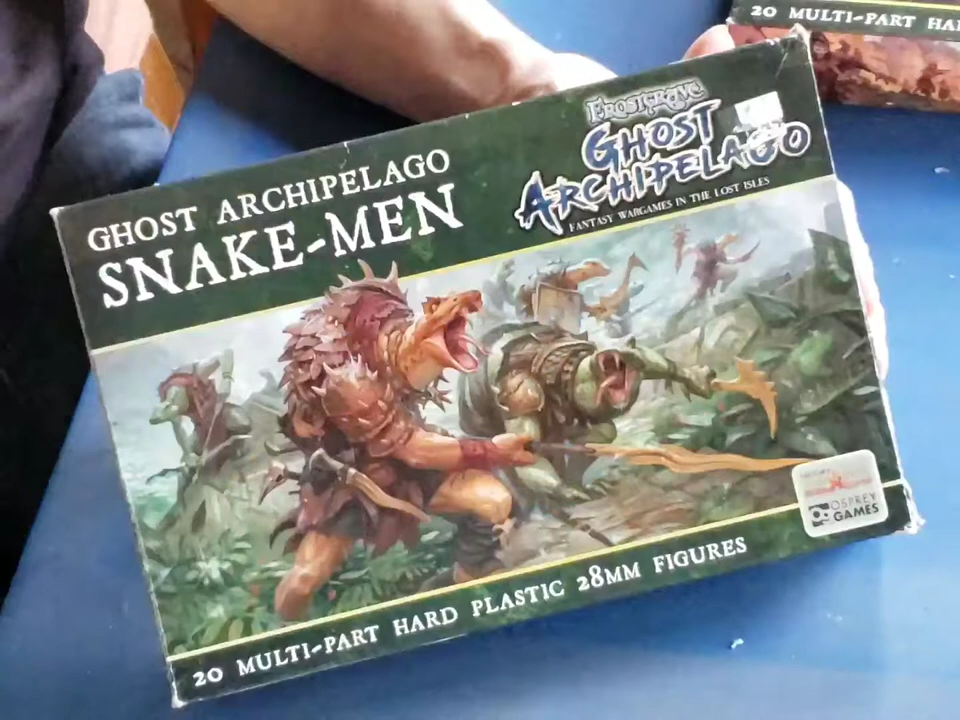 20 MULTI-PART HA
FROSTGRAVE
GHOST
ARCHIPELAGO
FANTASY WARGAMES IN THE LOST ISLES
GHOST ARCHIPELAGO
SNAKE-MEN
OSPREY
GAMES
20 MULTI-PART HARD PLASTIC 28MM FIGURES